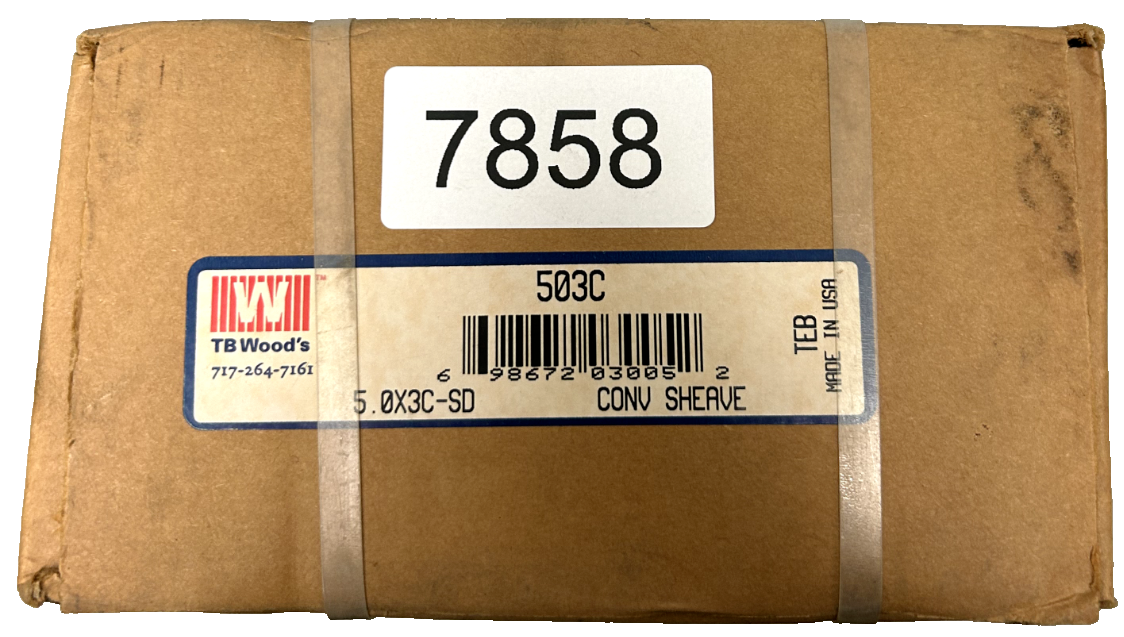 7858
W™
TB Wood's
717-264-7161
503C
6 98672 03005 2
5.0X3C-SD
CONV SHEAVE
TEB
MADE IN USA